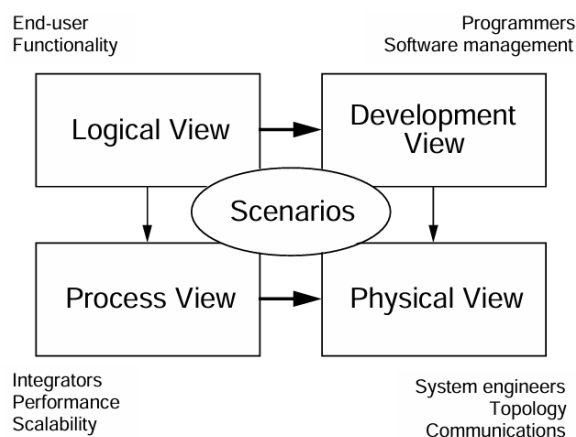 End-user
Functionality
Programmers
Software management
Logical View
Development
View
Scenarios
Process View
Physical View
Integrators
Performance
Scalability
System engineers
Topology
Communications